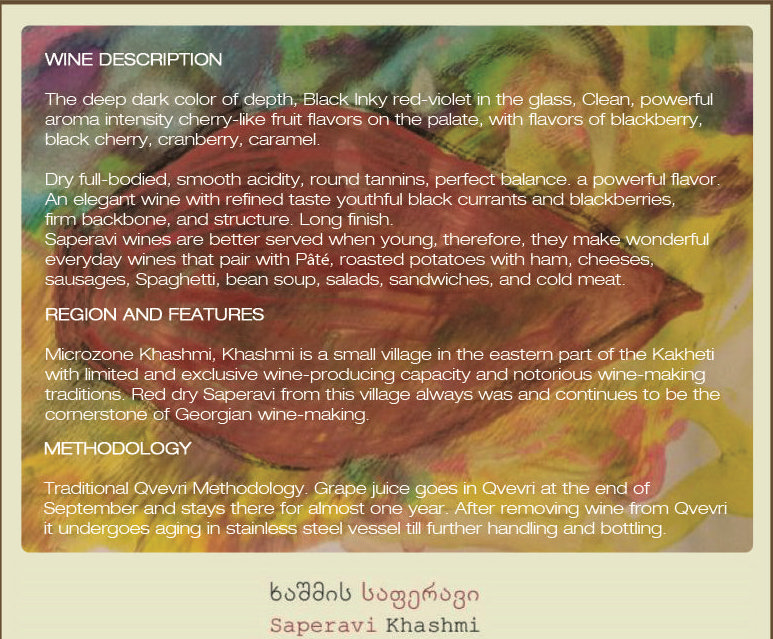 WINE DESCRIPTION
The deep dark color of depth, Black Inky red-violet in the glass, Clean, powerful
aroma intensity cherry-like fruit flavors on the palate, with flavors of blackberry,
black cherry, cranberry, caramel.
Dry full-bodied, smooth acidity, round tannins, perfect balance. a powerful flavor.
An elegant wine with refined taste youthful black currants and blackberries,
firm backbone, and structure. Long finish.
Saperavi wines are better served when young, therefore, they make wonderful
everyday wines that pair with Pâté, roasted potatoes with ham, cheeses,
sausages, Spaghetti, bean soup, salads, sandwiches, and cold meat.
REGION AND FEATURES
Microzone Khashmi, Khashmi is a small village in the eastern part of the Kakheti
with limited and exclusive wine-producing capacity and notorious wine-making
traditions. Red dry Saperavi from this village always was and continues to be the
cornerstone of Georgian wine-making.
METHODOLOGY
Traditional Qvevri Methodology. Grape juice goes in Qvevri at the end of
September and stays there for almost one year. After removing wine from Qvevri
it undergoes aging in stainless steel vessel till further handling and bottling.
ხაშმის საფერავი
Saperavi Khashmi